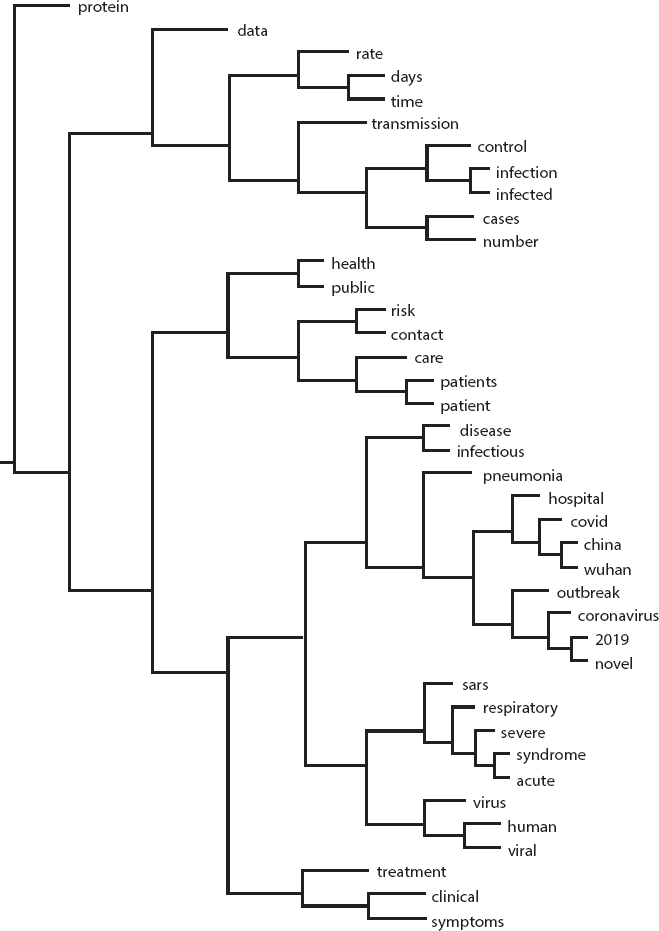 protein
data
rate
days
time
transmission
control
infection
infected
cases
number
health
public
risk
contact
care
patients
patient
disease
infectious
pneumonia
hospital
covid
china
wuhan
outbreak
coronavirus
2019
novel
sars
respiratory
severe
syndrome
acute
virus
human
viral
treatment
clinical
symptoms